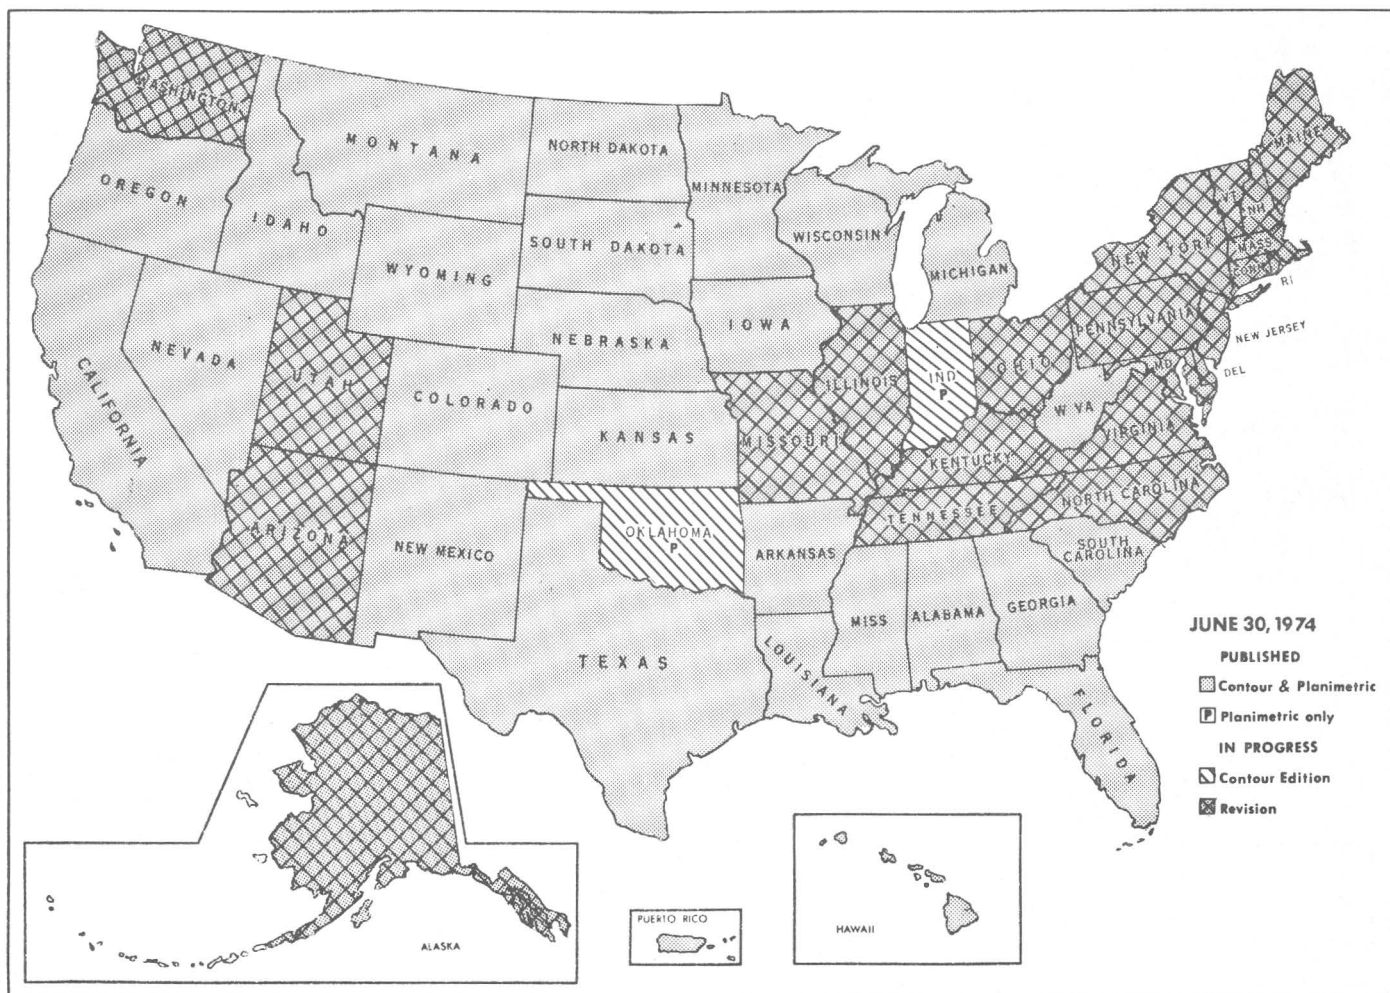 WASHINGTON
MONTANA
NORTH DAKOTA
MINNESOTA
MAINE
OREGON
IDAHO
VT
NH
WISCONSIN
SOUTH DAKOTA
WYOMING
MICHIGAN
NEW YORK
MASS
CONN
RI
IOWA
NEBRASKA
PENNSYLVANIA
NEW JERSEY
NEVADA
UTAH
COLORADO
ILLINOIS
IND
P
OHIO
MD
DEL
CALIFORNIA
KANSAS
MISSOURI
W VA
VIRGINIA
KENTUCKY
NORTH CAROLINA
TENNESSEE
ARIZONA
NEW MEXICO
OKLAHOMA
P
ARKANSAS
SOUTH
CAROLINA
MISS
ALABAMA
GEORGIA
TEXAS
LOUISIANA
FLORIDA
JUNE 30, 1974
PUBLISHED
Contour & Planimetric
P Planimetric only
IN PROGRESS
Contour Edition
Revision
ALASKA
PUERTO RICO
HAWAII